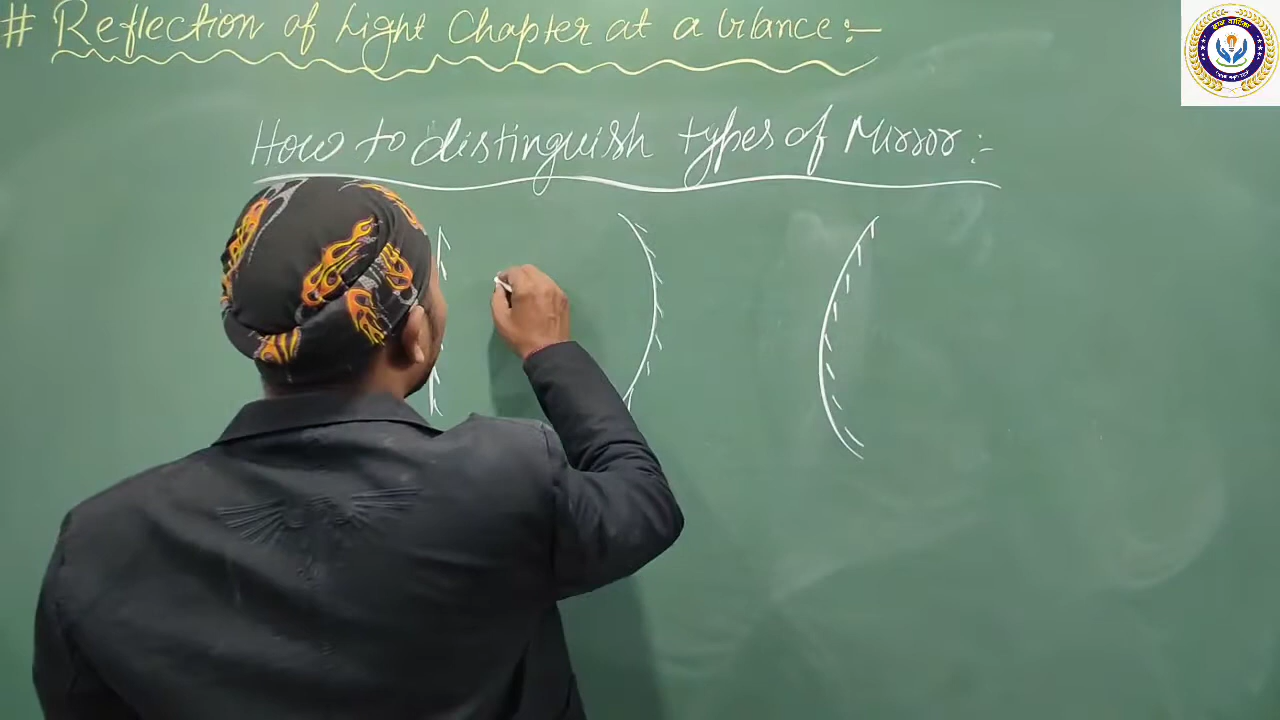 # Reflection of Light Chapter at a Glance :-
How to distinguish types of Mirror :-